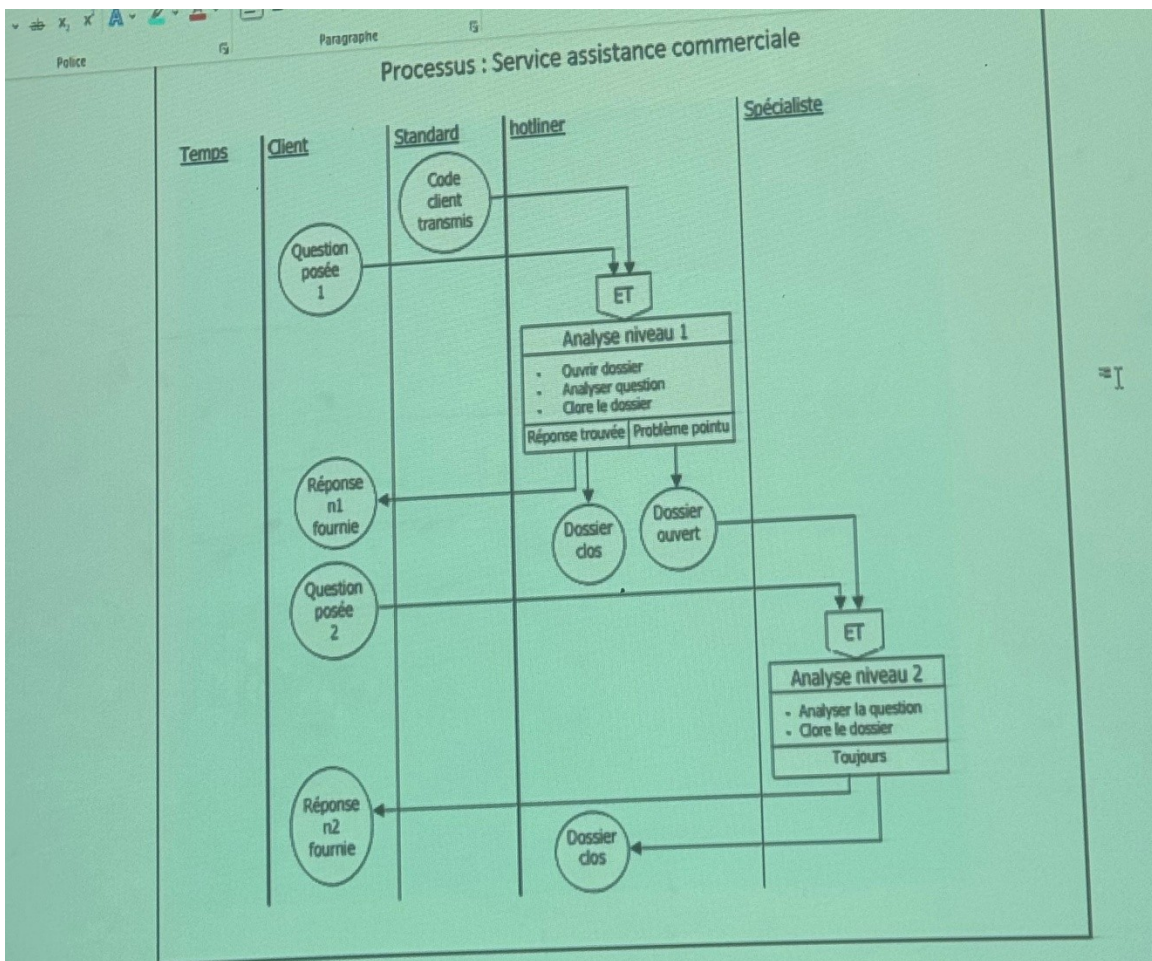 Police
Paragraphe
Processus : Service assistance commerciale
Temps
Client
Standard
hotliner
Spécialiste
Code
client
transmis
Question
posée
1
ET
Analyse niveau 1
Ouvrir dossier
Analyser question
Clore le dossier
Réponse trouvée
Problème pointu
Réponse
n1
fournie
Dossier
clos
Dossier
ouvert
Question
posée
2
ET
Analyse niveau 2
- Analyser la question
- Clore le dossier
Toujours
Réponse
n2
fournie
Dossier
clos